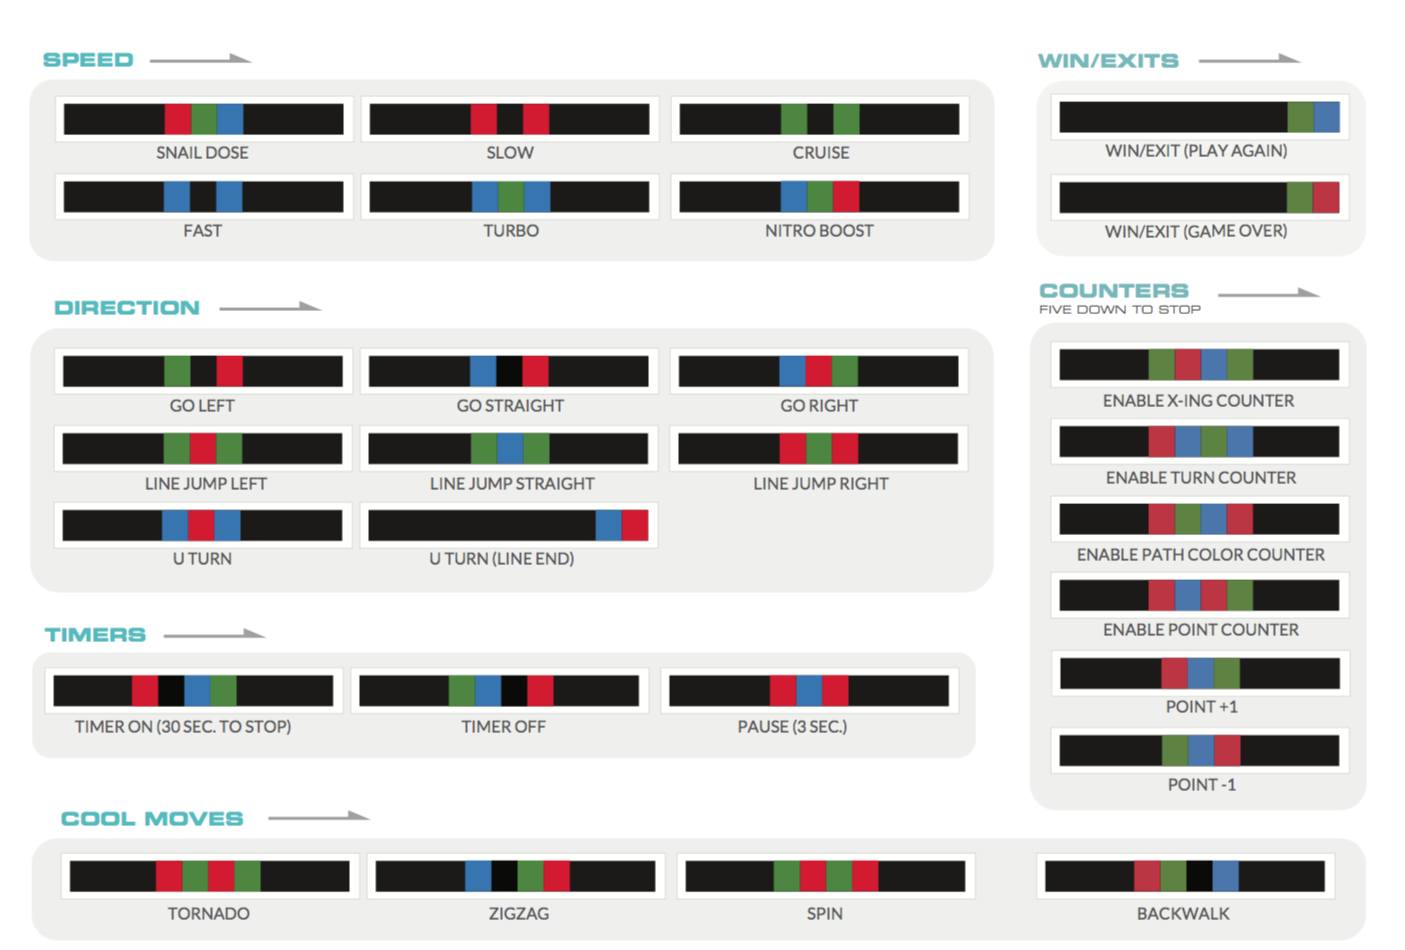 SPEED
SNAIL DOSE
SLOW
CRUISE
FAST
TURBO
NITRO BOOST
DIRECTION
GO LEFT
GO STRAIGHT
GO RIGHT
LINE JUMP LEFT
LINE JUMP STRAIGHT
LINE JUMP RIGHT
U TURN
U TURN (LINE END)
TIMERS
TIMER ON (30 SEC. TO STOP)
TIMER OFF
PAUSE (3 SEC.)
WIN/EXITS
WIN/EXIT (PLAY AGAIN)
WIN/EXIT (GAME OVER)
COUNTERS
FIVE DOWN TO STOP
ENABLE X-ING COUNTER
ENABLE TURN COUNTER
ENABLE PATH COLOR COUNTER
ENABLE POINT COUNTER
POINT +1
POINT -1
COOL MOVES
TORNADO
ZIGZAG
SPIN
BACKWALK